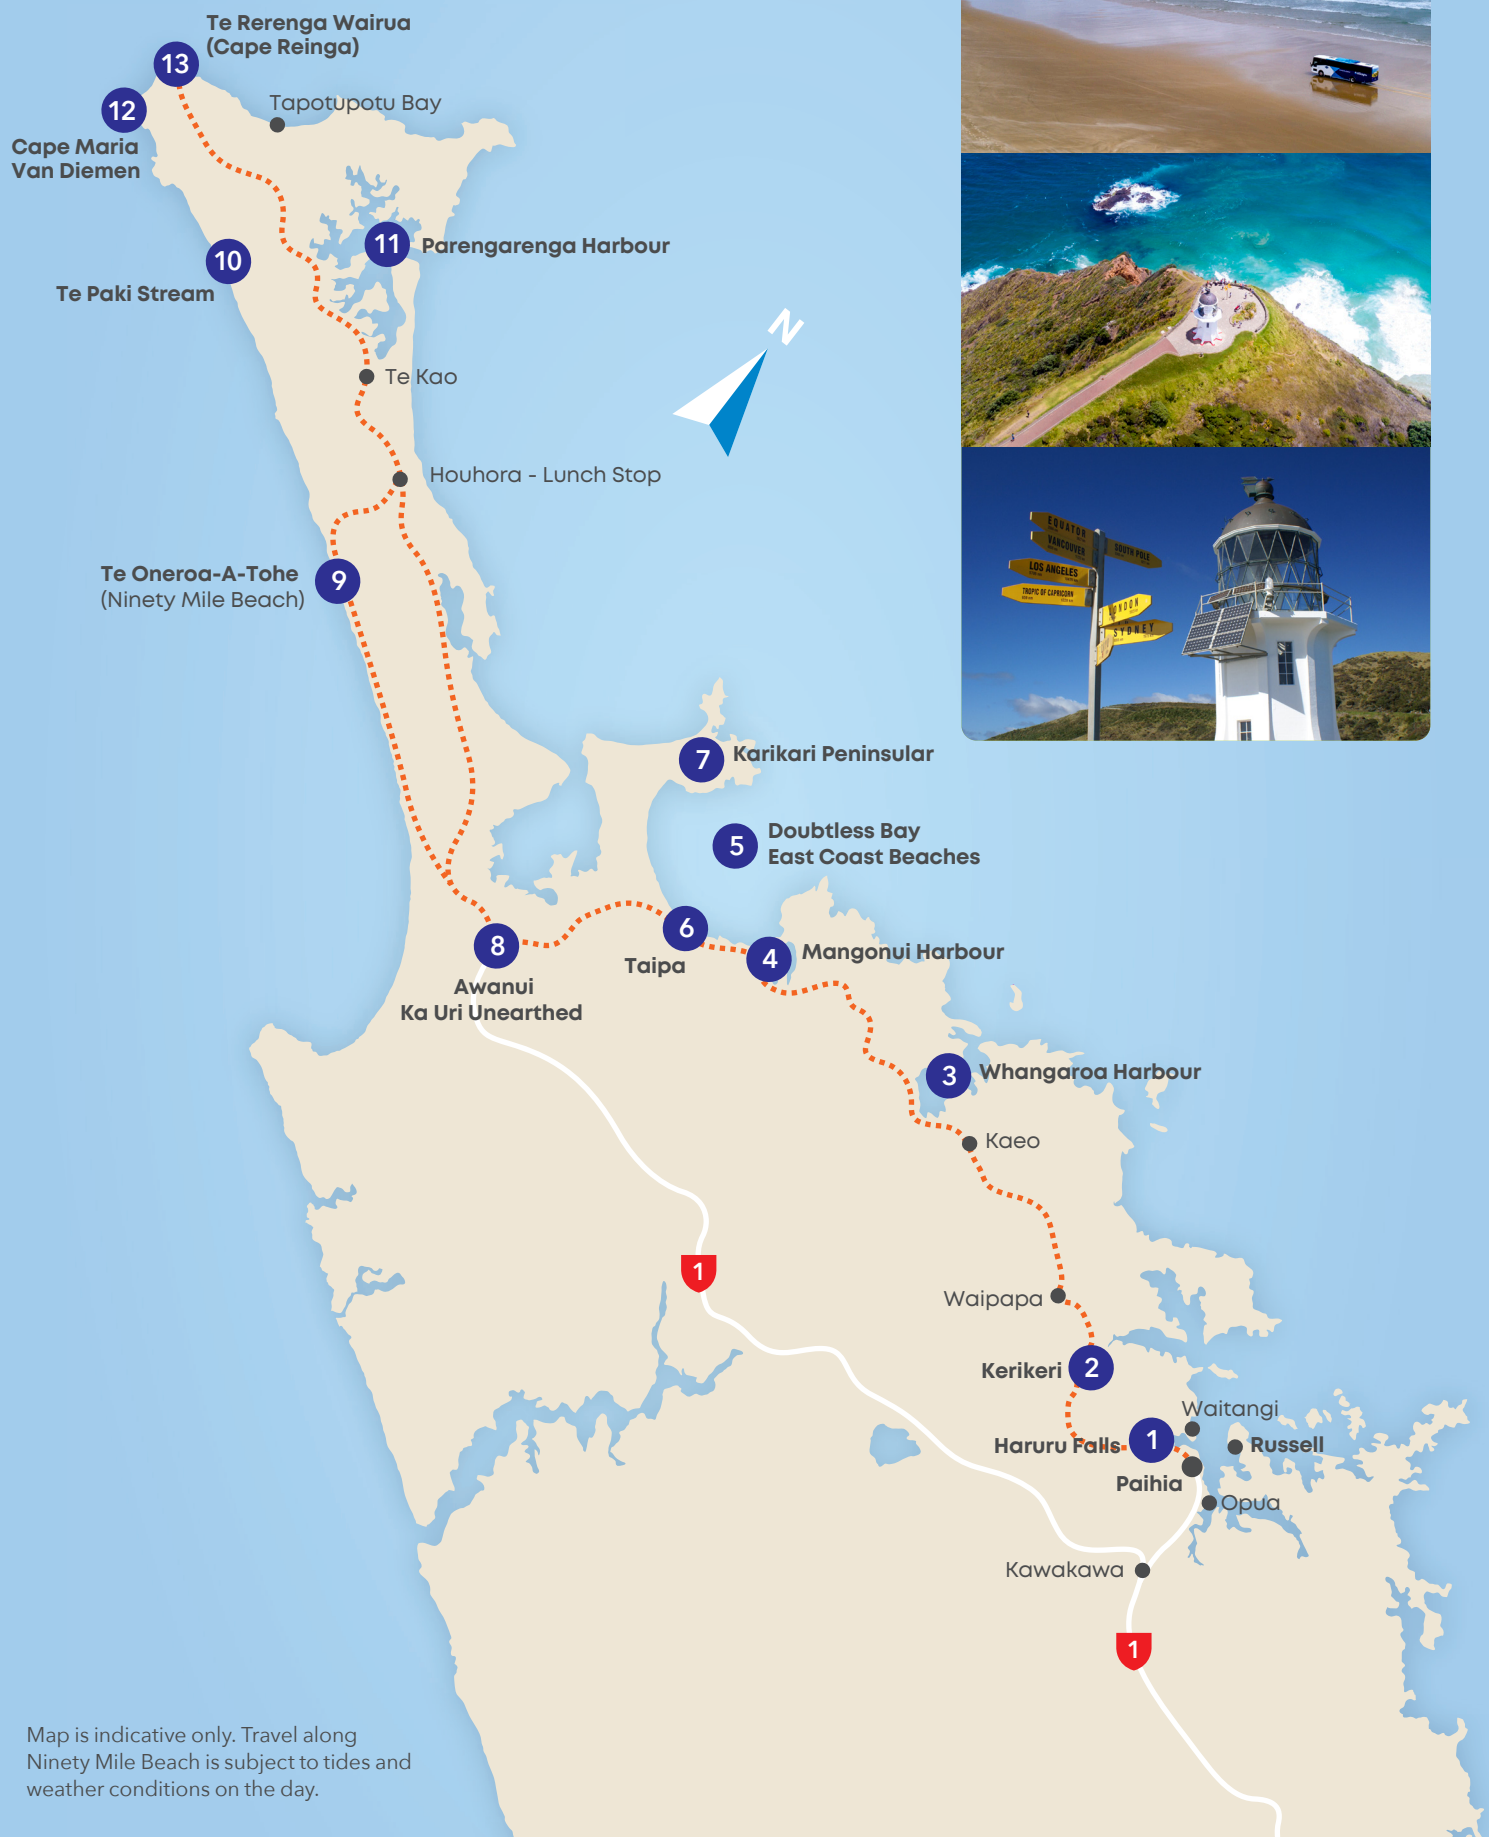 Te Rerenga Wairua
(Cape Reinga)
13
Tapotupotu Bay
12
Cape Maria
Van Diemen
11
Parengarenga Harbour
10
Te Paki Stream
N
Te Kao
Houhora - Lunch Stop
EQUATOR
VANCOUVER
SOUTH POLE
LOS ANGELES
TROPIC OF CAPRICORN
LONDON
SYDNEY
Te Oneroa-A-Tohe
(Ninety Mile Beach)
9
7
Karikari Peninsular
5
Doubtless Bay
East Coast Beaches
6
Taipa
4
Mangonui Harbour
8
Awanui
Ka Uri Unearthed
3
Whangaroa Harbour
Kaeo
1
Waipapa
Kerikeri
2
Waitangi
Haruru Falls
1
Russell
Paihia
Opua
Kawakawa
1
Map is indicative only. Travel along
Ninety Mile Beach is subject to tides and
weather conditions on the day.